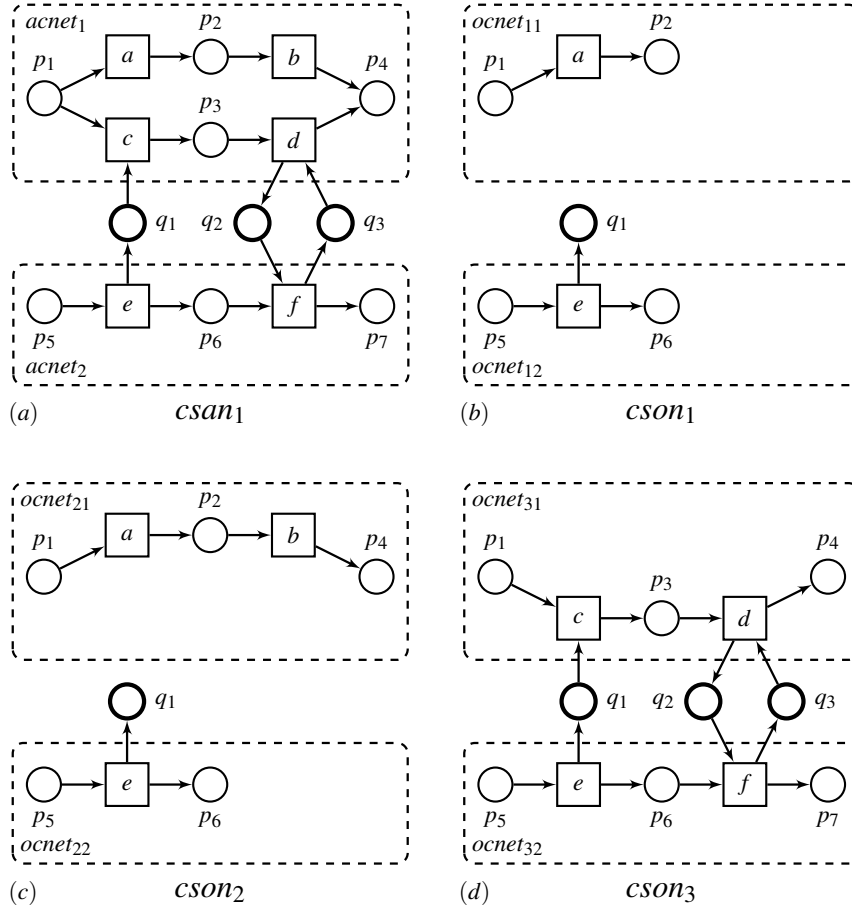 acnet₁
p₂
a
b
p₁
p₄
p₃
c
d
q₁
q₂
q₃
e
f
p₅
p₆
p₇
acnet₂
(a) csan₁
ocnet₁₁
p₂
a
p₁
q₁
e
p₅
p₆
ocnet₁₂
(b) cson₁
ocnet₂₁
p₂
a
b
p₁
p₄
q₁
e
p₅
p₆
ocnet₂₂
(c) cson₂
ocnet₃₁
p₁
p₄
p₃
c
d
q₁
q₂
q₃
e
f
p₅
p₆
p₇
ocnet₃₂
(d) cson₃